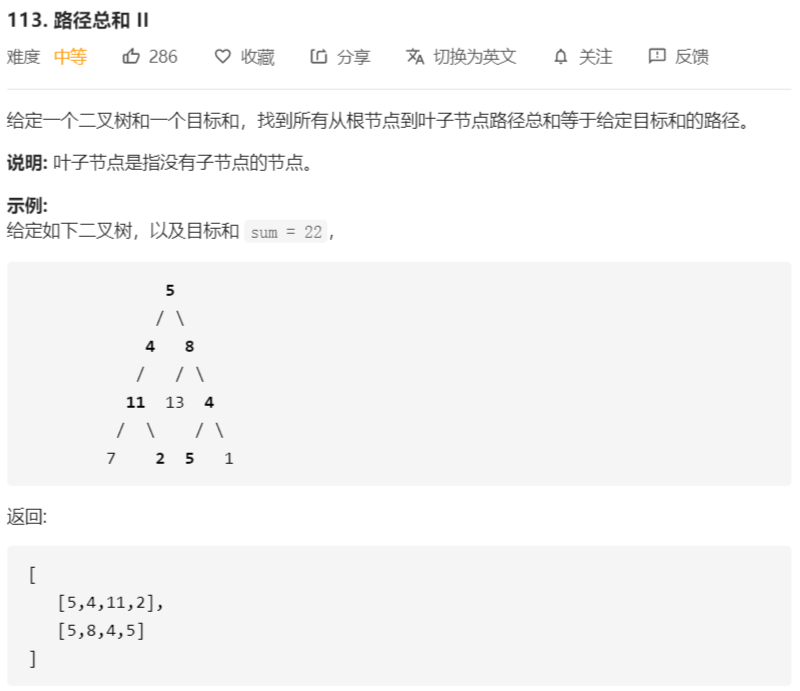 113. 路径总和 II
难度 中等 286 收藏 分享 切换为英文 关注 反馈
给定一个二叉树和一个目标和，找到所有从根节点到叶子节点路径总和等于给定目标和的路径。
说明: 叶子节点是指没有子节点的节点。
示例:
给定如下二叉树，以及目标和 sum = 22，
5
/ \
4 8
/ / \
11 13 4
/ \ / \
7 2 5 1
返回:
[
[5,4,11,2],
[5,8,4,5]
]